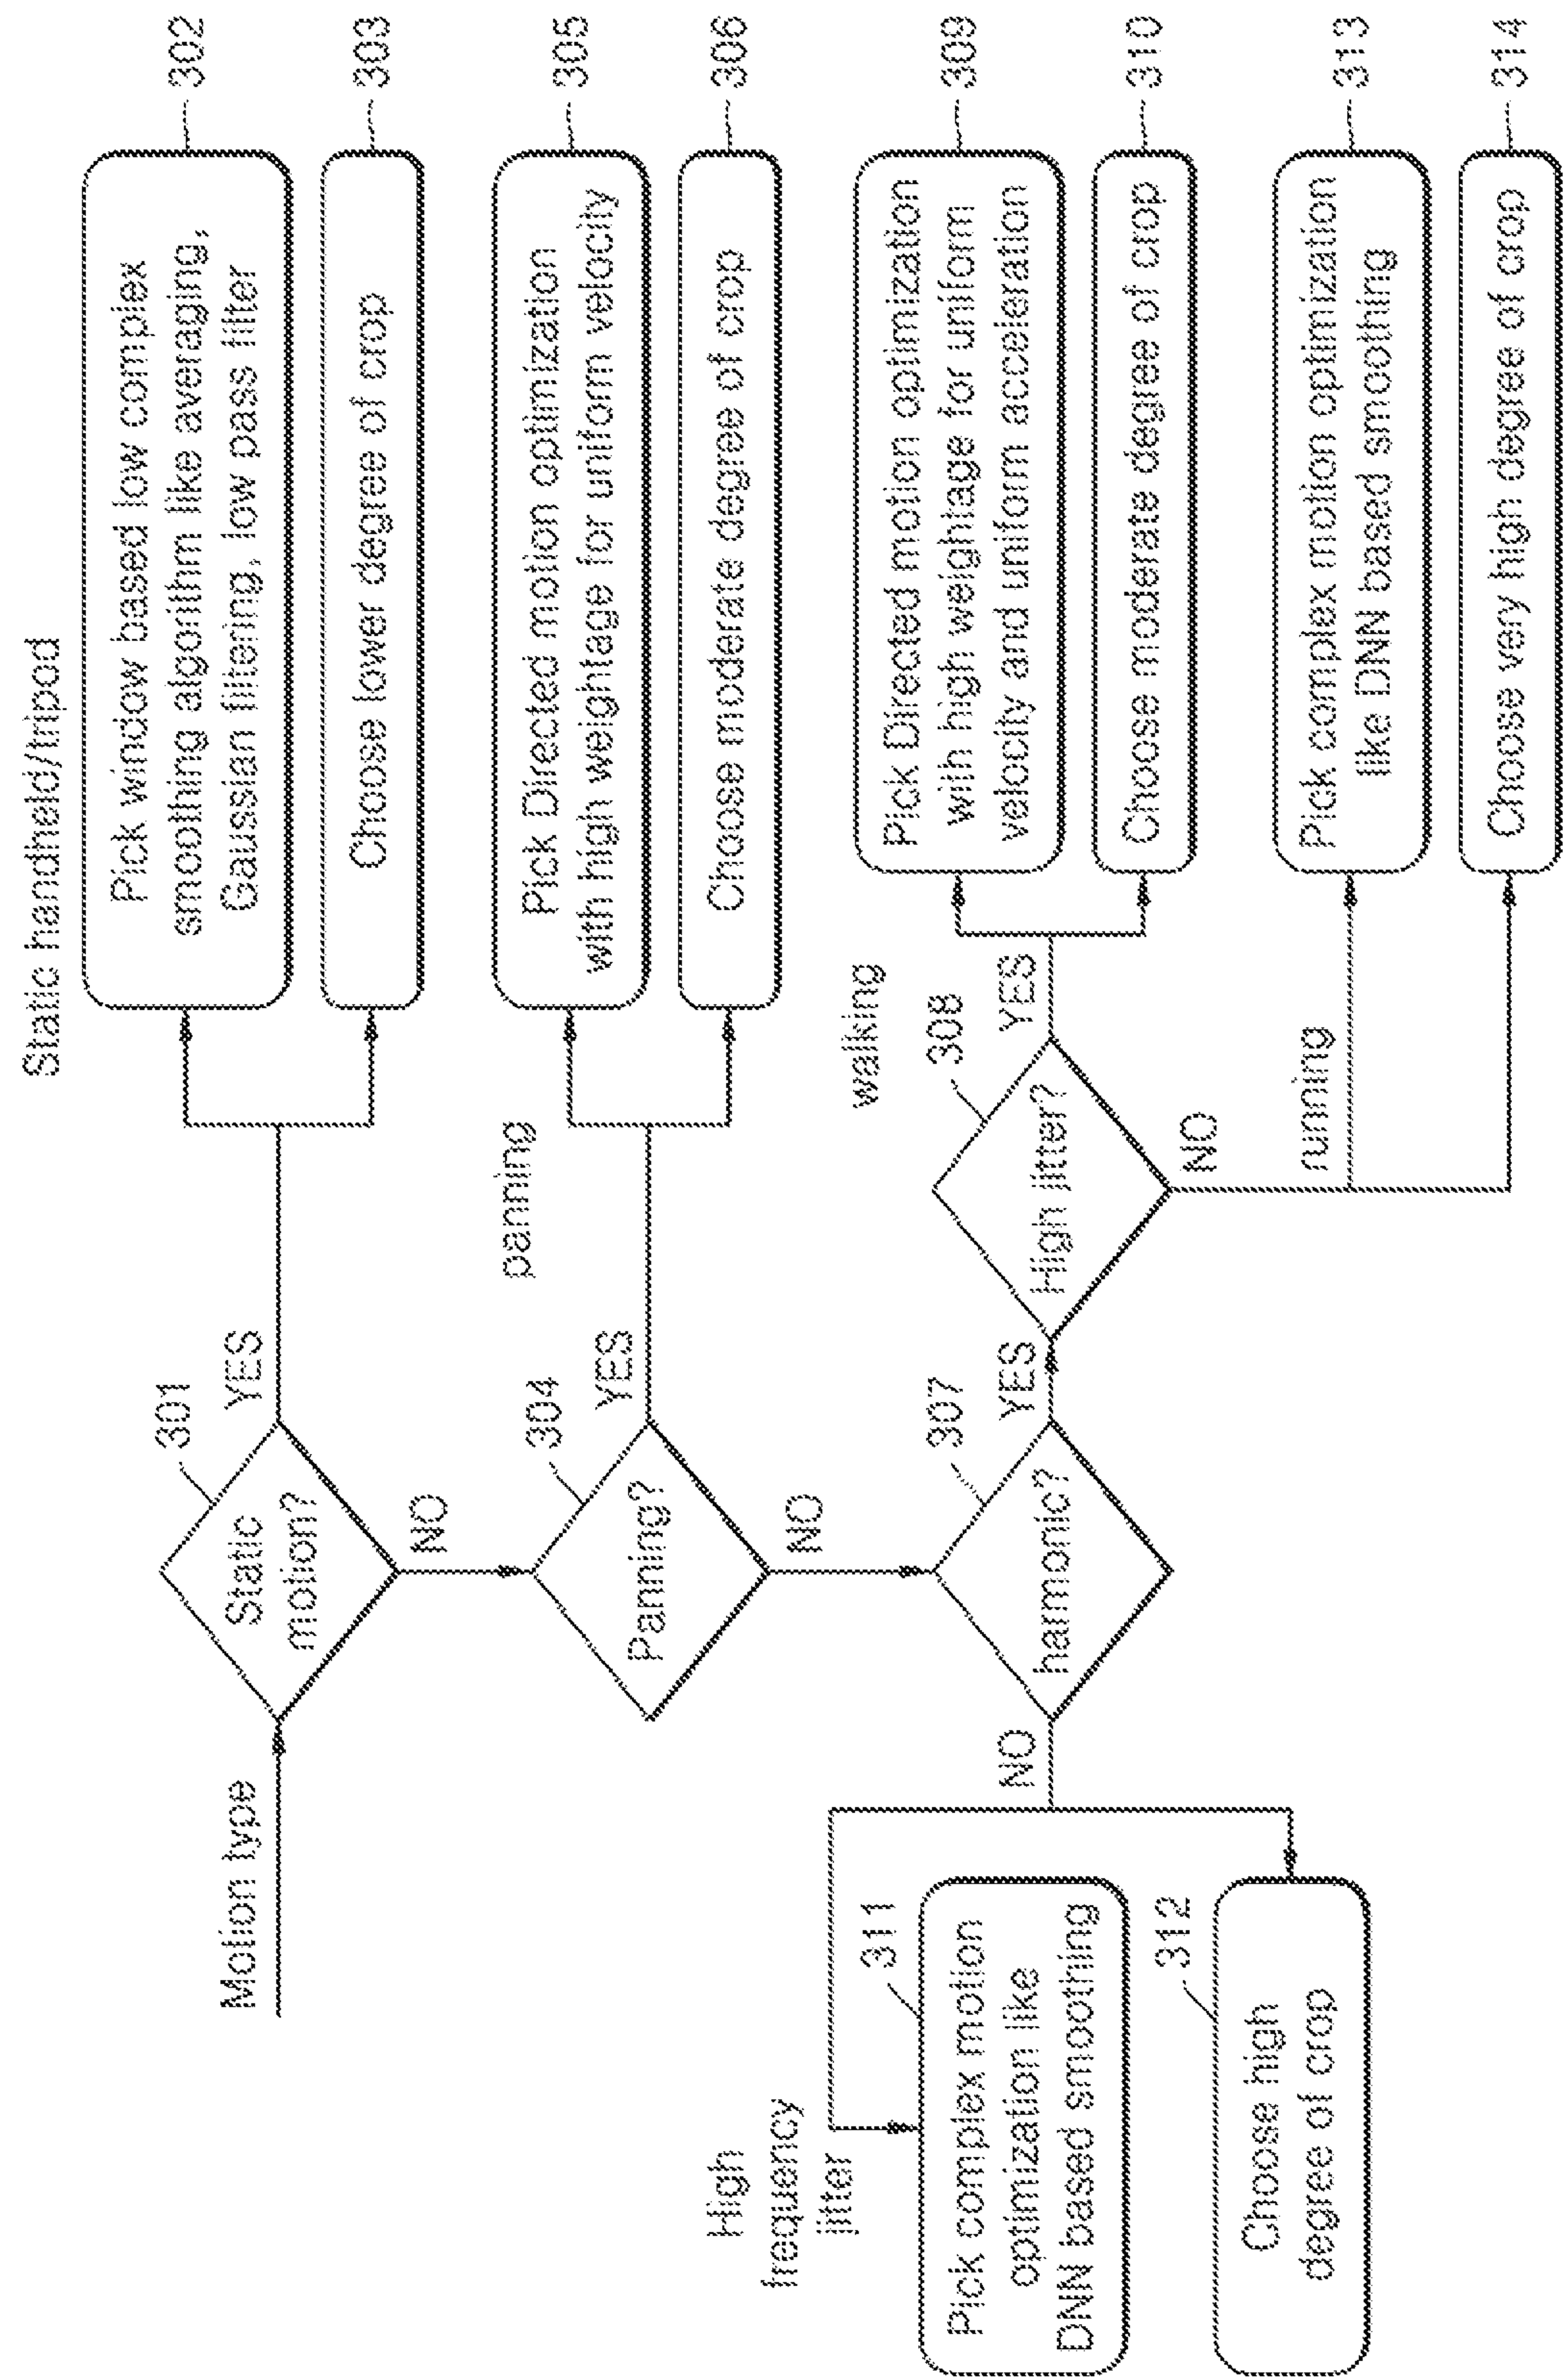 Motion type
301
Static
motion?
YES
NO
Static handheld/tripod
Pick window based low complex
smoothing algorithm like averaging,
Gaussian filtering, low pass filter
302
Choose lower degree of crop
303
304
Panning?
YES
NO
panning
Pick Directed motion optimization
with high weightage for uniform velocity
305
Choose moderate degree of crop
306
307
harmonic?
YES
NO
308
High jitter?
YES
NO
walking
Pick Directed motion optimization
with high weightage for uniform
velocity and uniform acceleration
309
Choose moderate degree of crop
310
running
Pick complex motion optimization
like DNN based smoothing
313
Choose very high degree of crop
314
High
frequency
jitter
311
Pick complex motion
optimization like
DNN based smoothing
312
Choose high
degree of crop